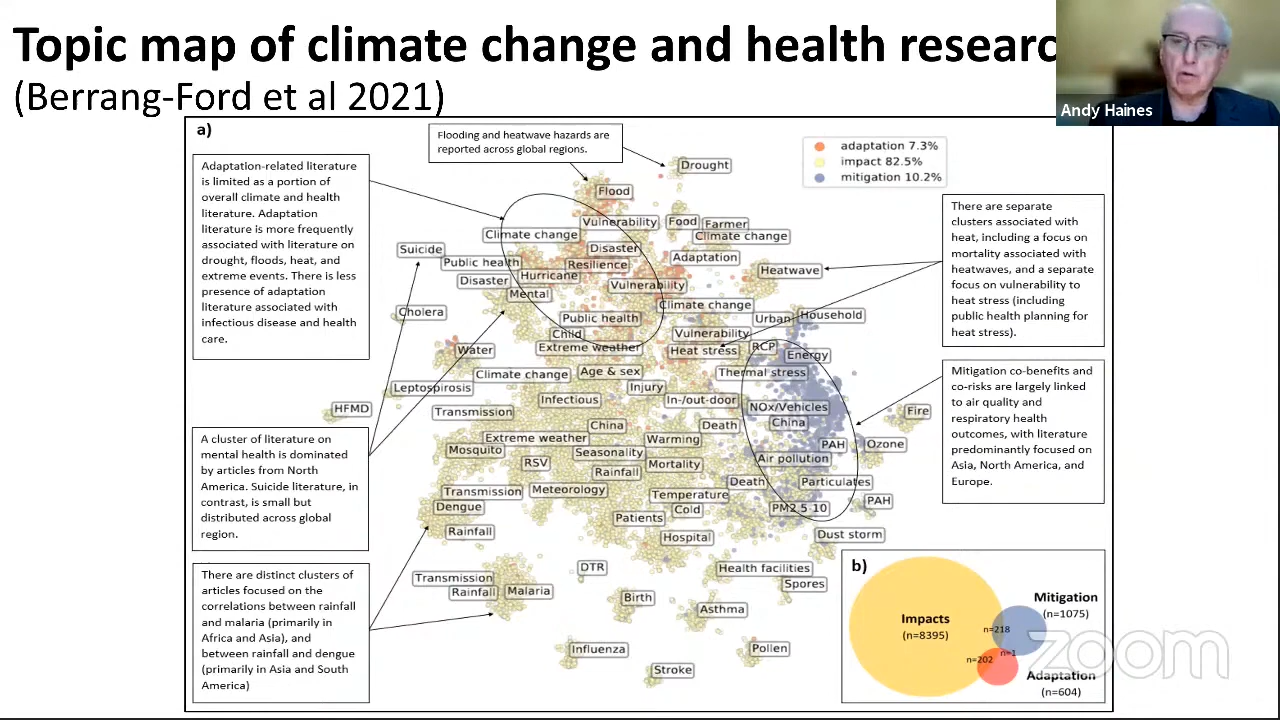 Topic map of climate change and health researc
(Berrang-Ford et al 2021)
Andy Haines
a)
Flooding and heatwave hazards are
reported across global regions.
adaptation 7.3%
impact 82.5%
mitigation 10.2%
Adaptation-related literature
is limited as a portion of
overall climate and health
literature. Adaptation
literature is more frequently
associated with literature on
drought, floods, heat, and
extreme events. There is less
presence of adaptation
literature associated with
infectious disease and health
care.
A cluster of literature on
mental health is dominated
by articles from North
America. Suicide literature, in
contrast, is small but
distributed across global
region.
There are distinct clusters of
articles focused on the
correlations between rainfall
and malaria (primarily in
Africa and Asia), and
between rainfall and dengue
(primarily in Asia and South
America)
Drought
Flood
Vulnerability
Food
Farmer
Climate change
Climate change
Suicide
Disaster
Adaptation
Public health
Resilience
Heatwave
Hurricane
Disaster
Vulnerability
Mental
Climate change
Cholera
Public health
Urban
Household
Child
Vulnerability
Extreme weather
Water
Heat stress
RCP
Energy
Climate change
Age & sex
Thermal stress
Leptospirosis
Injury
Infectious
In-/out-door
NOx/Vehicles
HFMD
Transmission
Fire
China
Death
China
Extreme weather
Warming
PAH
Ozone
Mosquito
Seasonality
Air pollution
RSV
Rainfall
Mortality
Death
Particulates
Transmission
Meteorology
Temperature
PAH
Dengue
Cold
PM2.5-10
Patients
Rainfall
Hospital
Dust storm
DTR
Health facilities
Transmission
Spores
Rainfall
Malaria
Birth
Asthma
Influenza
Pollen
Stroke
There are separate
clusters associated with
heat, including a focus on
mortality associated with
heatwaves, and a separate
focus on vulnerability to
heat stress (including
public health planning for
heat stress).
Mitigation co-benefits and
co-risks are largely linked
to air quality and
respiratory health
outcomes, with literature
predominantly focused on
Asia, North America, and
Europe.
b)
Impacts
(n=8395)
Mitigation
(n=1075)
n=218
n=1
n=202
Adaptation
(n=604)
zoom